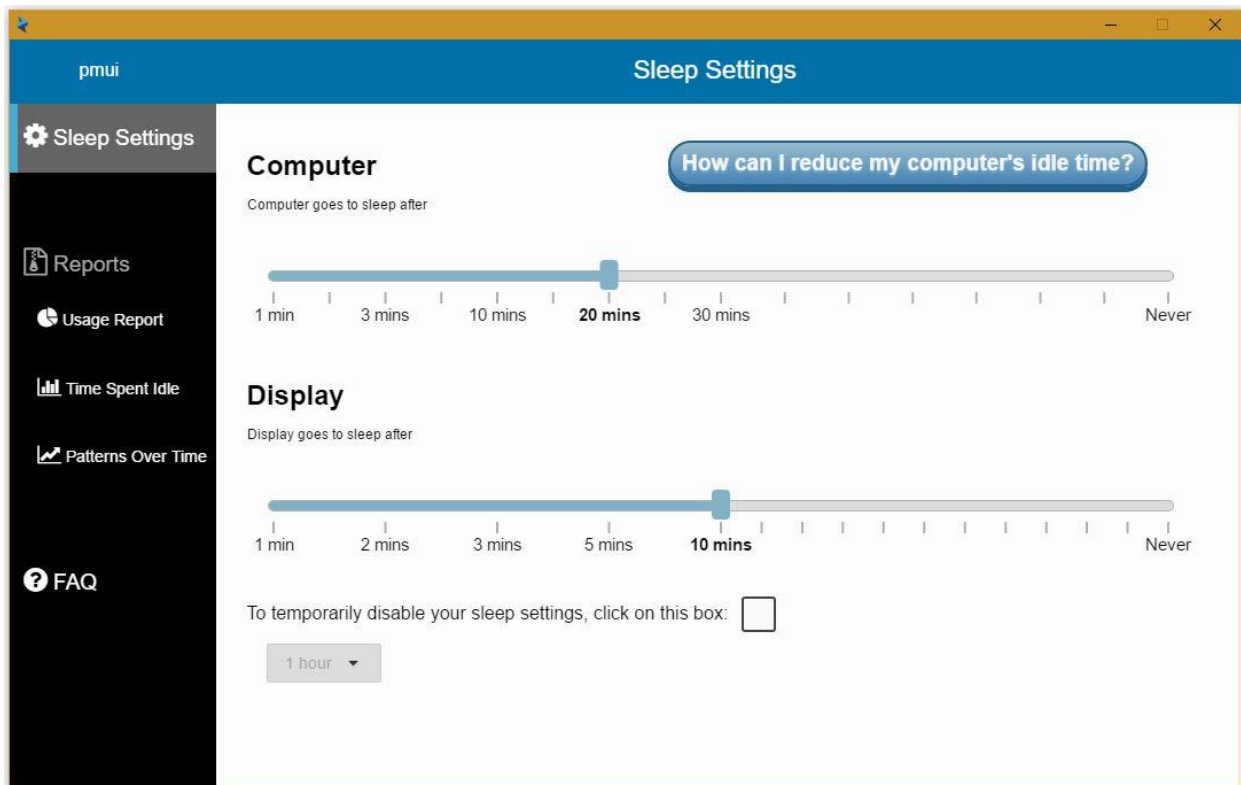 pmui
Sleep Settings
Sleep Settings
Reports
Usage Report
Time Spent Idle
Patterns Over Time
FAQ
Computer
How can I reduce my computer's idle time?
Computer goes to sleep after
1 min 3 mins 10 mins 20 mins 30 mins Never
Display
Display goes to sleep after
1 min 2 mins 3 mins 5 mins 10 mins Never
To temporarily disable your sleep settings, click on this box:
1 hour